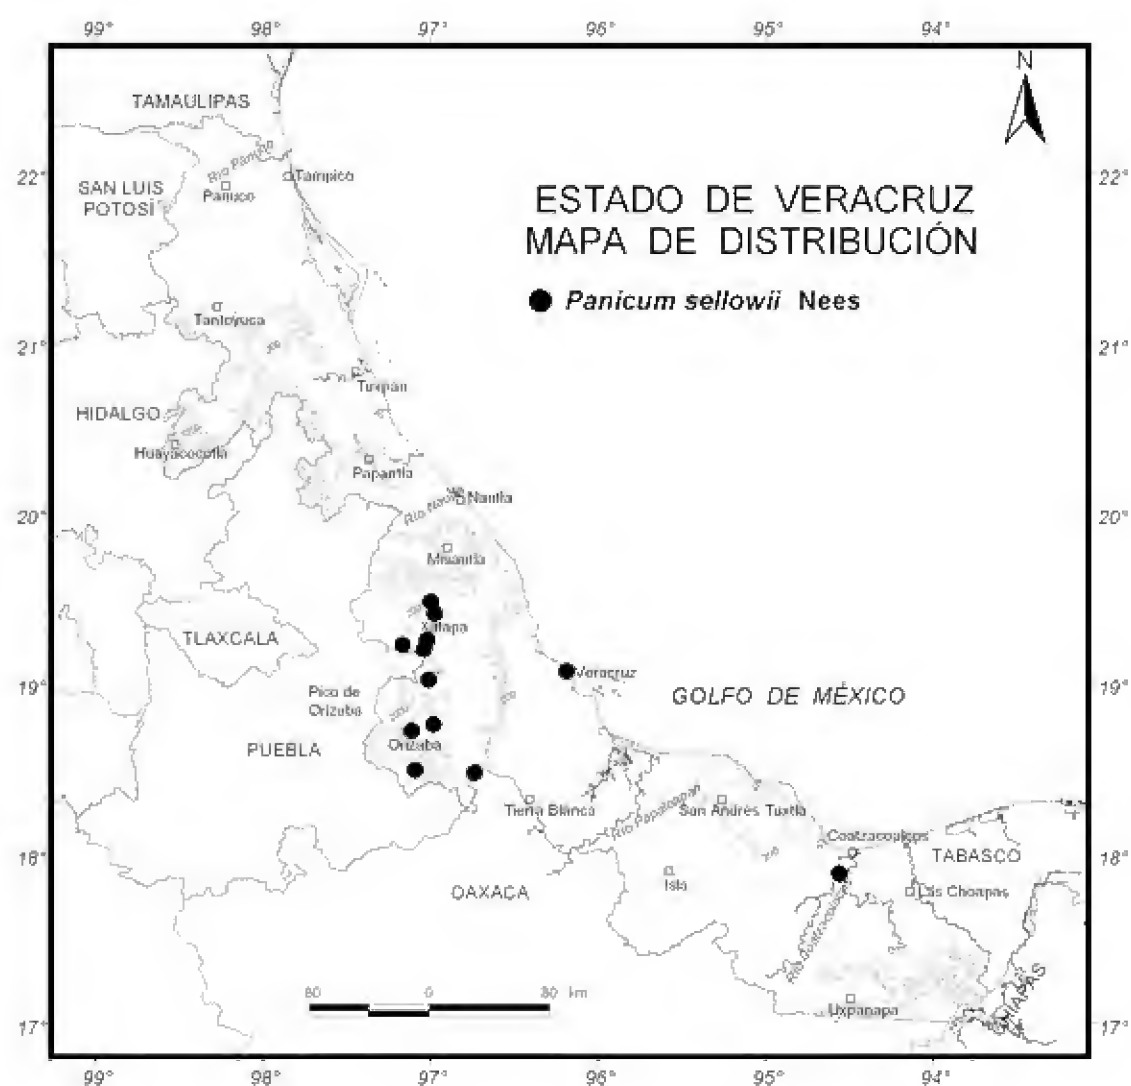 99° 98° 97° 96° 95° 94°
N
TAMAULIPAS
Río Pánuco
Tampico
22° 22°
SAN LUIS
POTOSÍ
Pánuco
ESTADO DE VERACRUZ
MAPA DE DISTRIBUCIÓN
Panicum sellowii Nees
Tantoyuca
21° 21°
Tuxpan
HIDALGO
Huayacocotla
Papantla
Río Nautla
Nautla
20° 20°
Misantla
Xalapa
TLAXCALA
Veracruz
19° 19°
Pico de
Orizaba
GOLFO DE MÉXICO
PUEBLA
Orizaba
Tierra Blanca
Río Papaloapan
San Andrés Tuxtla
Coatzacoalcos
18° 18°
TABASCO
OAXACA
Isla
Las Choapas
Río Coatzacoalcos
CHIAPAS
Uxpanapa
0 80 km
17° 17°
99° 98° 97° 96° 95° 94°